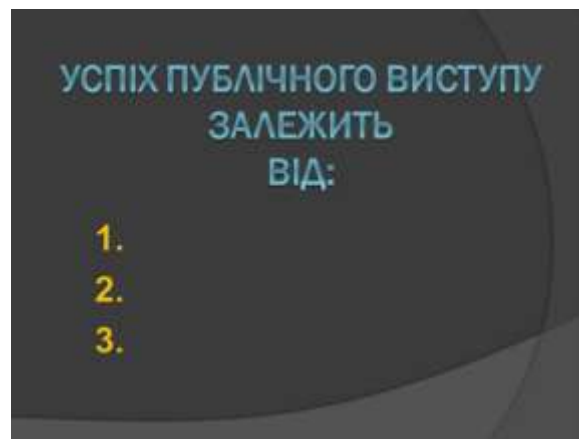 УСПІХ ПУБЛІЧНОГО ВИСТУПУ
ЗАЛЕЖИТЬ
ВІД:
1.
2.
3.